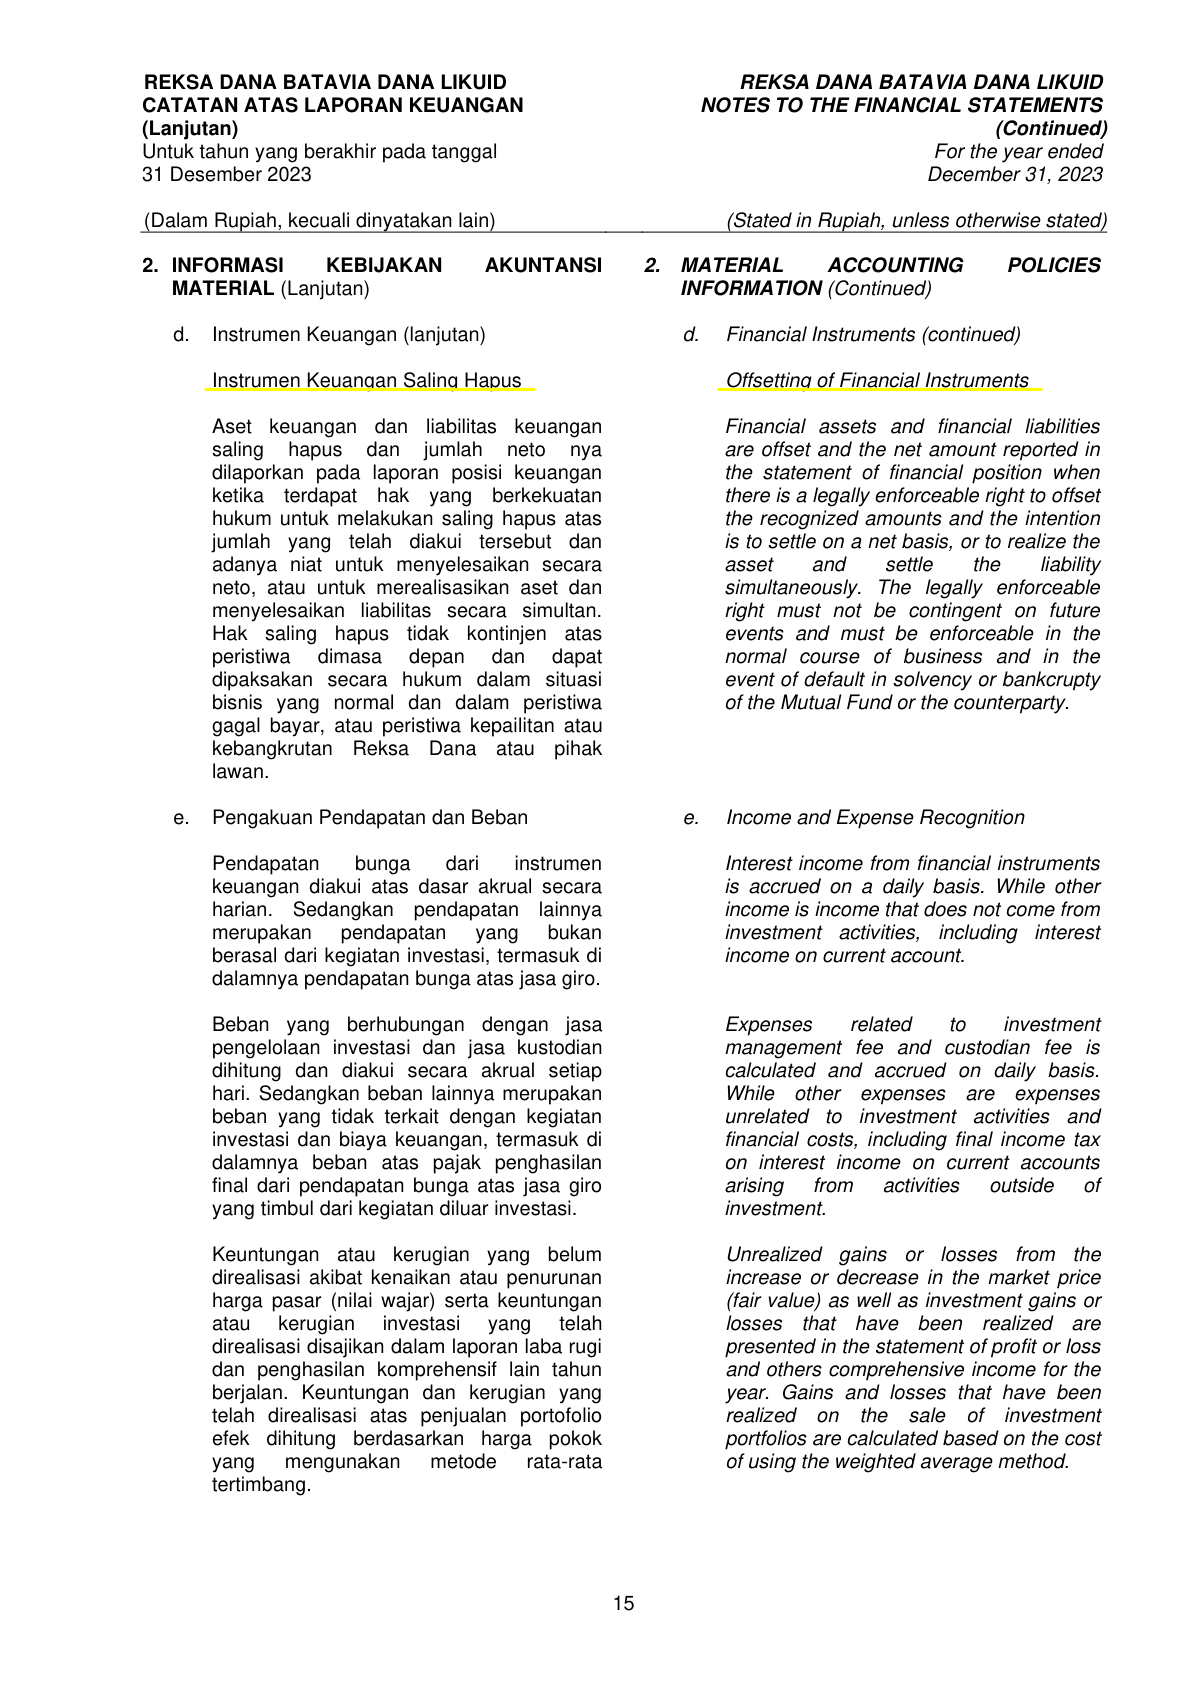 REKSA DANA BATAVIA DANA LIKUID
CATATAN ATAS LAPORAN KEUANGAN
(Lanjutan)
Untuk tahun yang berakhir pada tanggal
31 Desember 2023
(Dalam Rupiah, kecuali dinyatakan lain)
REKSA DANA BATAVIA DANA LIKUID
NOTES TO THE FINANCIAL STATEMENTS
(Continued)
For the year ended
December 31, 2023
(Stated in Rupiah, unless otherwise stated)
2. INFORMASI KEBIJAKAN AKUNTANSI
MATERIAL (Lanjutan)
d. Instrumen Keuangan (lanjutan)
Instrumen Keuangan Saling Hapus
Aset keuangan dan liabilitas keuangan
saling hapus dan jumlah neto nya
dilaporkan pada laporan posisi keuangan
ketika terdapat hak yang berkekuatan
hukum untuk melakukan saling hapus atas
jumlah yang telah diakui tersebut dan
adanya niat untuk menyelesaikan secara
neto, atau untuk merealisasikan aset dan
menyelesaikan liabilitas secara simultan.
Hak saling hapus tidak kontinjen atas
peristiwa dimasa depan dan dapat
dipaksakan secara hukum dalam situasi
bisnis yang normal dan dalam peristiwa
gagal bayar, atau peristiwa kepailitan atau
kebangkrutan Reksa Dana atau pihak
lawan.
e. Pengakuan Pendapatan dan Beban
Pendapatan bunga dari instrumen
keuangan diakui atas dasar akrual secara
harian. Sedangkan pendapatan lainnya
merupakan pendapatan yang bukan
berasal dari kegiatan investasi, termasuk di
dalamnya pendapatan bunga atas jasa giro.
Beban yang berhubungan dengan jasa
pengelolaan investasi dan jasa kustodian
dihitung dan diakui secara akrual setiap
hari. Sedangkan beban lainnya merupakan
beban yang tidak terkait dengan kegiatan
investasi dan biaya keuangan, termasuk di
dalamnya beban atas pajak penghasilan
final dari pendapatan bunga atas jasa giro
yang timbul dari kegiatan diluar investasi.
Keuntungan atau kerugian yang belum
direalisasi akibat kenaikan atau penurunan
harga pasar (nilai wajar) serta keuntungan
atau kerugian investasi yang telah
direalisasi disajikan dalam laporan laba rugi
dan penghasilan komprehensif lain tahun
berjalan. Keuntungan dan kerugian yang
telah direalisasi atas penjualan portofolio
efek dihitung berdasarkan harga pokok
yang mengunakan metode rata-rata
tertimbang.
2. MATERIAL ACCOUNTING POLICIES
INFORMATION (Continued)
d. Financial Instruments (continued)
Offsetting of Financial Instruments
Financial assets and financial liabilities
are offset and the net amount reported in
the statement of financial position when
there is a legally enforceable right to offset
the recognized amounts and the intention
is to settle on a net basis, or to realize the
asset and settle the liability
simultaneously. The legally enforceable
right must not be contingent on future
events and must be enforceable in the
normal course of business and in the
event of default in solvency or bankcrupty
of the Mutual Fund or the counterparty.
e. Income and Expense Recognition
Interest income from financial instruments
is accrued on a daily basis. While other
income is income that does not come from
investment activities, including interest
income on current account.
Expenses related to investment
management fee and custodian fee is
calculated and accrued on daily basis.
While other expenses are expenses
unrelated to investment activities and
financial costs, including final income tax
on interest income on current accounts
arising from activities outside of
investment.
Unrealized gains or losses from the
increase or decrease in the market price
(fair value) as well as investment gains or
losses that have been realized are
presented in the statement of profit or loss
and others comprehensive income for the
year. Gains and losses that have been
realized on the sale of investment
portfolios are calculated based on the cost
of using the weighted average method.
15